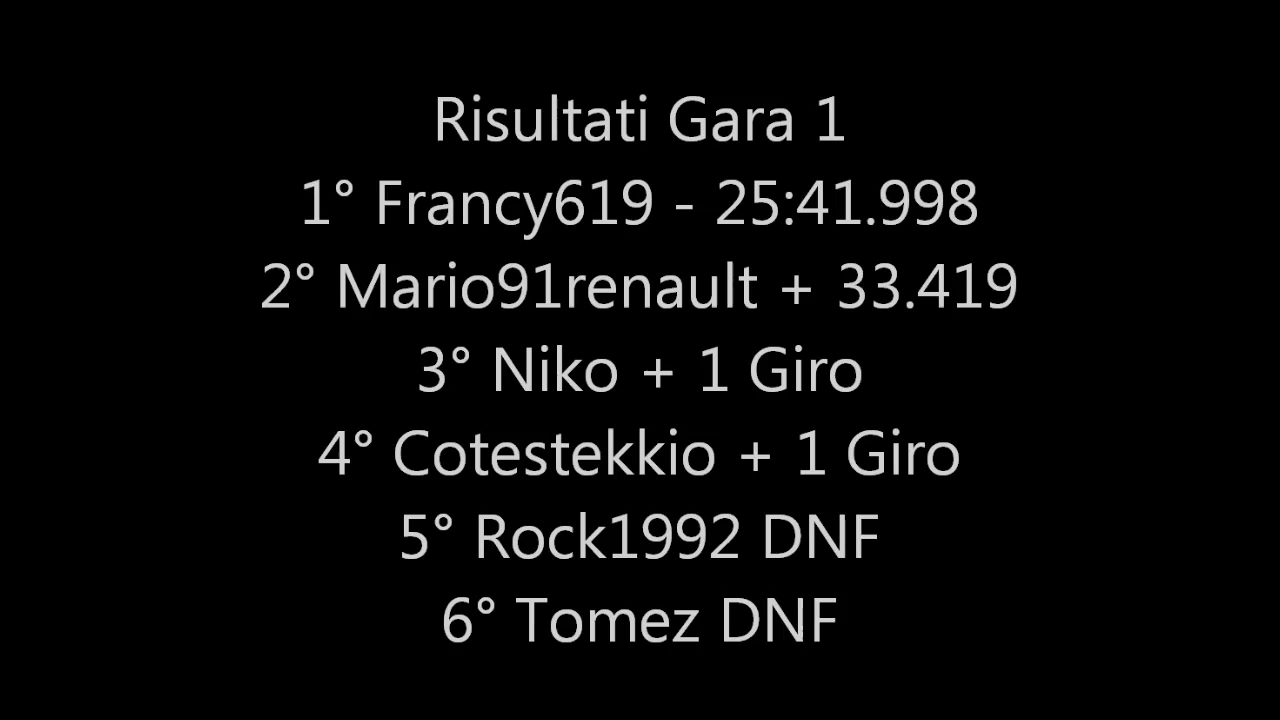 Risultati Gara 1
1° Francy619 - 25:41.998
2° Mario91renault + 33.419
3° Niko + 1 Giro
4° Cotestekkio + 1 Giro
5° Rock1992 DNF
6° Tomez DNF